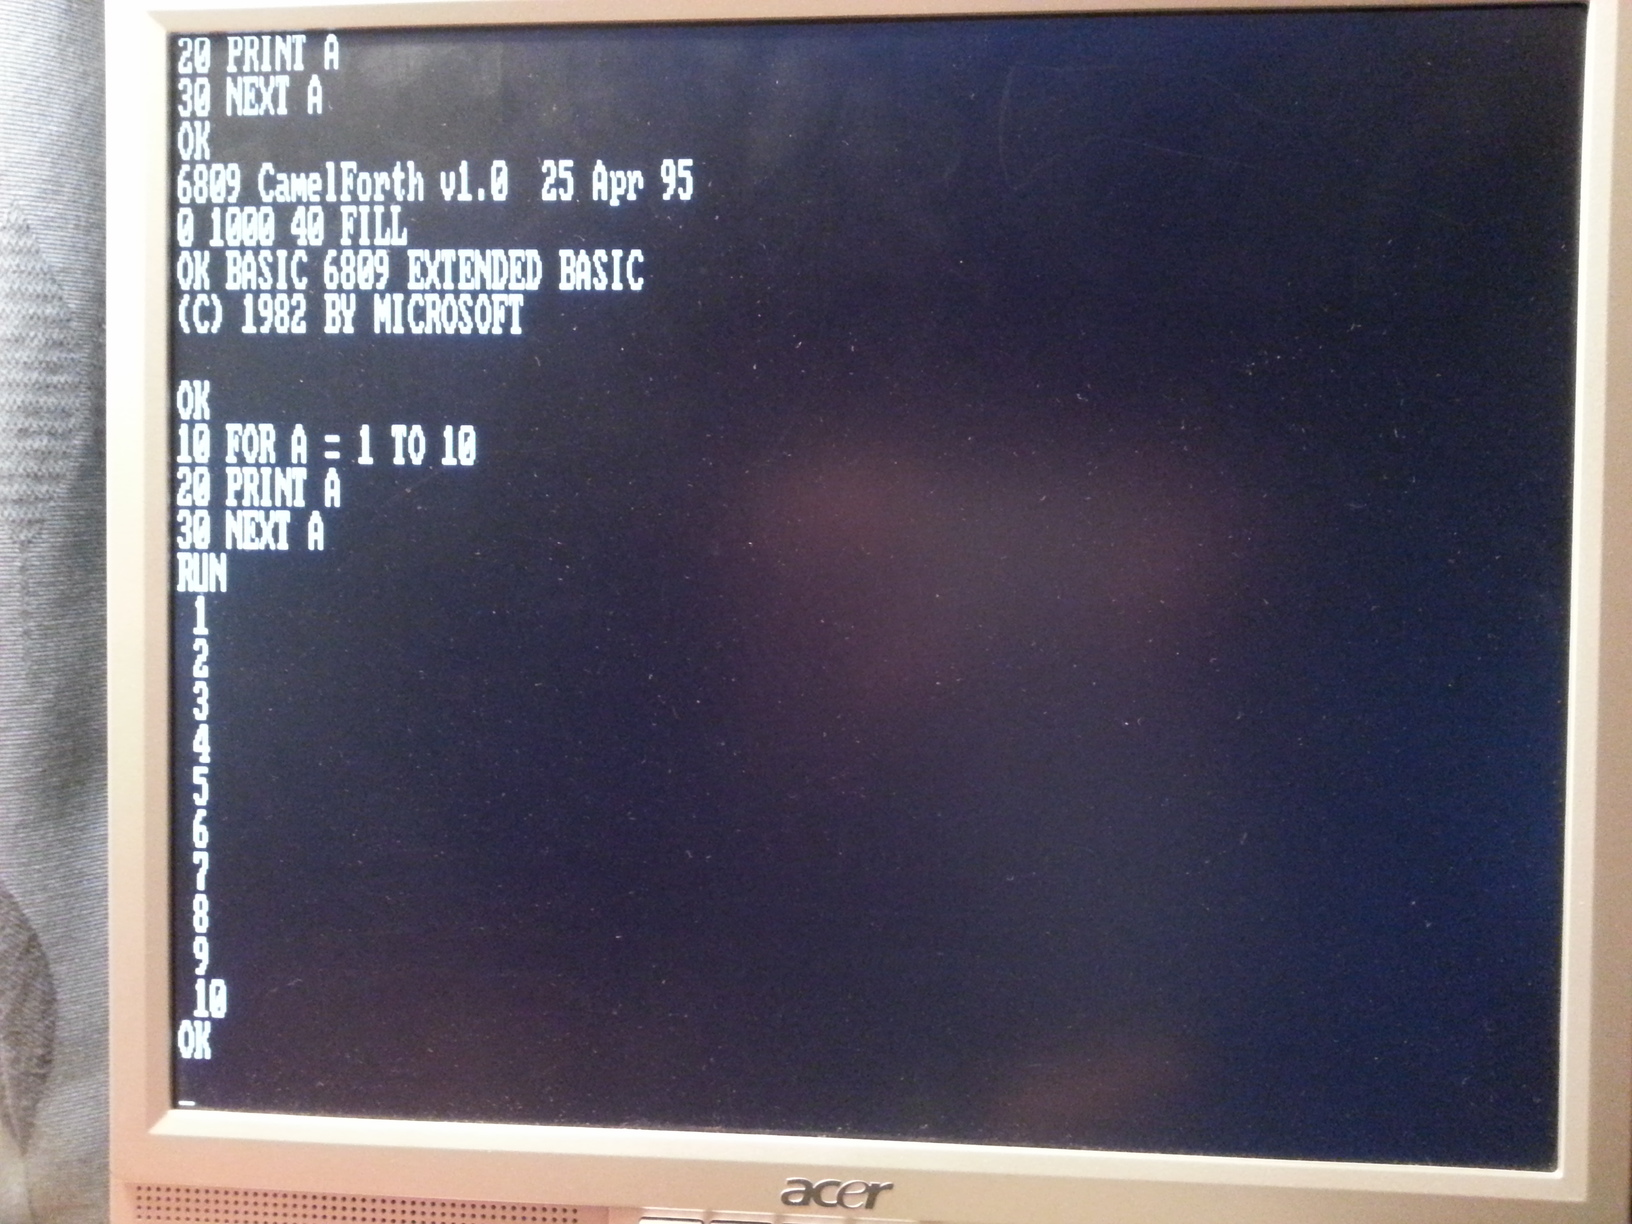 20 PRINT A
30 NEXT A
OK
6809 CamelForth v1.0  25 Apr 95
0 1000 40 FILL
OK BASIC 6809 EXTENDED BASIC
(C) 1982 BY MICROSOFT
OK
10 FOR A = 1 TO 10
20 PRINT A
30 NEXT A
RUN
1
2
3
4
5
6
7
8
9
10
OK
_
acer